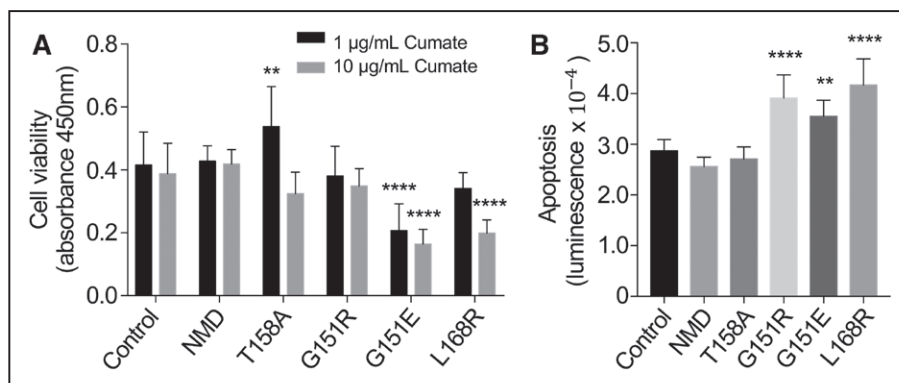 A
Cell viability
(absorbance 450nm)
0.8
0.6
0.4
0.2
0.0
1 µg/mL Cumate
10 µg/mL Cumate
**
****
****
****
Control
NMD
T158A
G151R
G151E
L168R
B
Apoptosis
(luminescence x 10⁻⁴)
5.0
4.0
3.0
2.0
1.0
0
****
**
****
Control
NMD
T158A
G151R
G151E
L168R